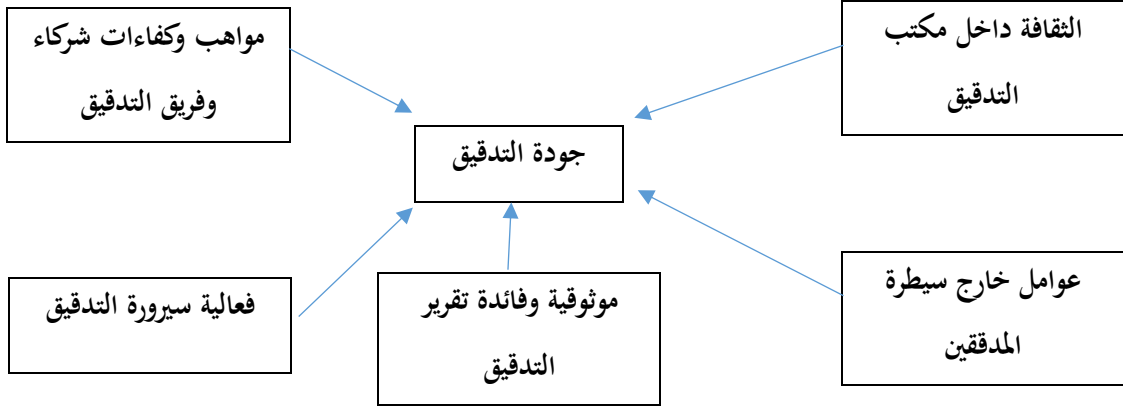 الثقافة داخل مكتب
التدقيق
مواهب وكفاءات شركاء
وفريق التدقيق
جودة التدقيق
عوامل خارج سيطرة
المدققين
موثوقية وفائدة تقرير
التدقيق
فعالية سيرورة التدقيق